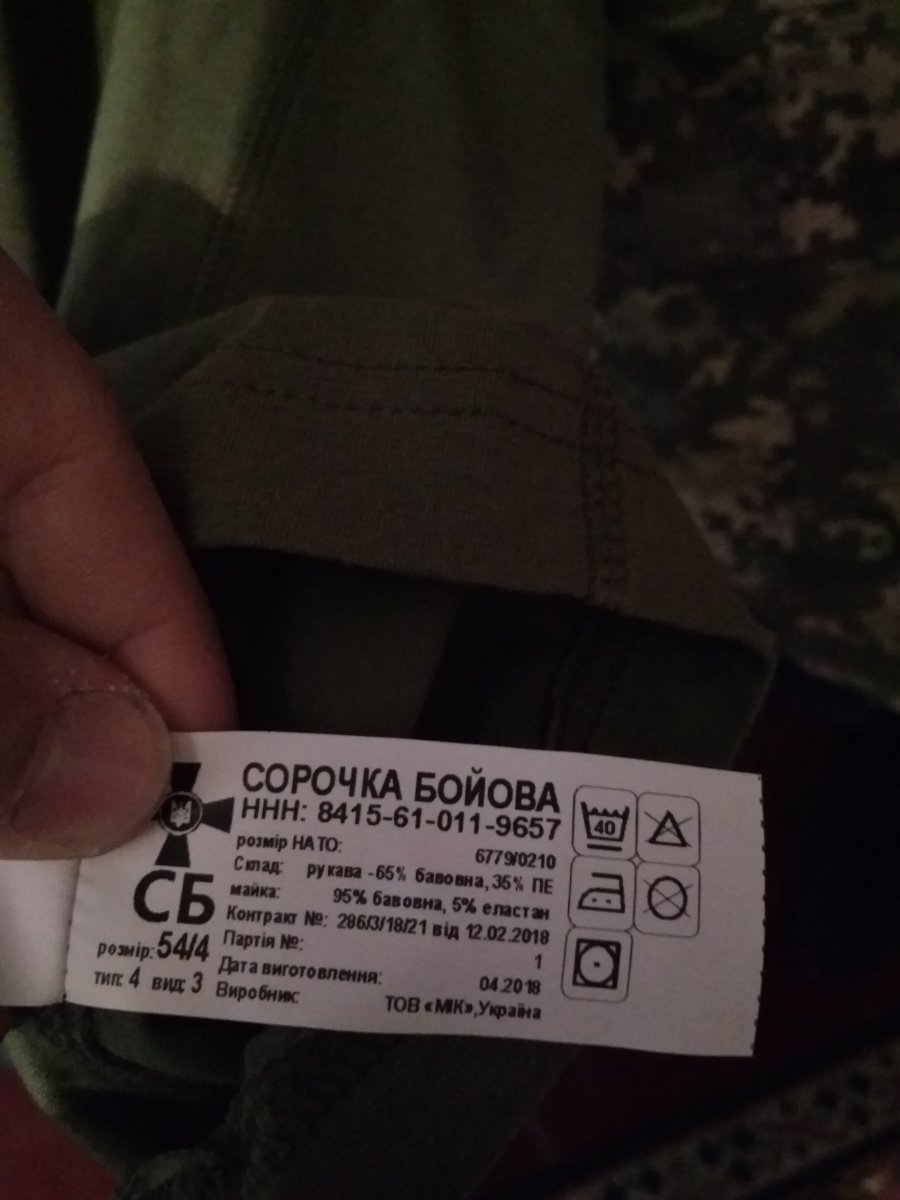 СОРОЧКА БОЙОВА
ННН: 8415-61-011-9657
розмір НАТО: 6779/0210
Склад: рукава -65% бавовна, 35% ПЕ
майка: 95% бавовна, 5% еластан
Контракт №: 286/3/18/21 від 12.02.2018
Партія №: 1
Дата виготовлення: 04.2018
Виробник: ТОВ «МІК»,Україна
СБ
розмір: 54/4
тип: 4 вид: 3
40